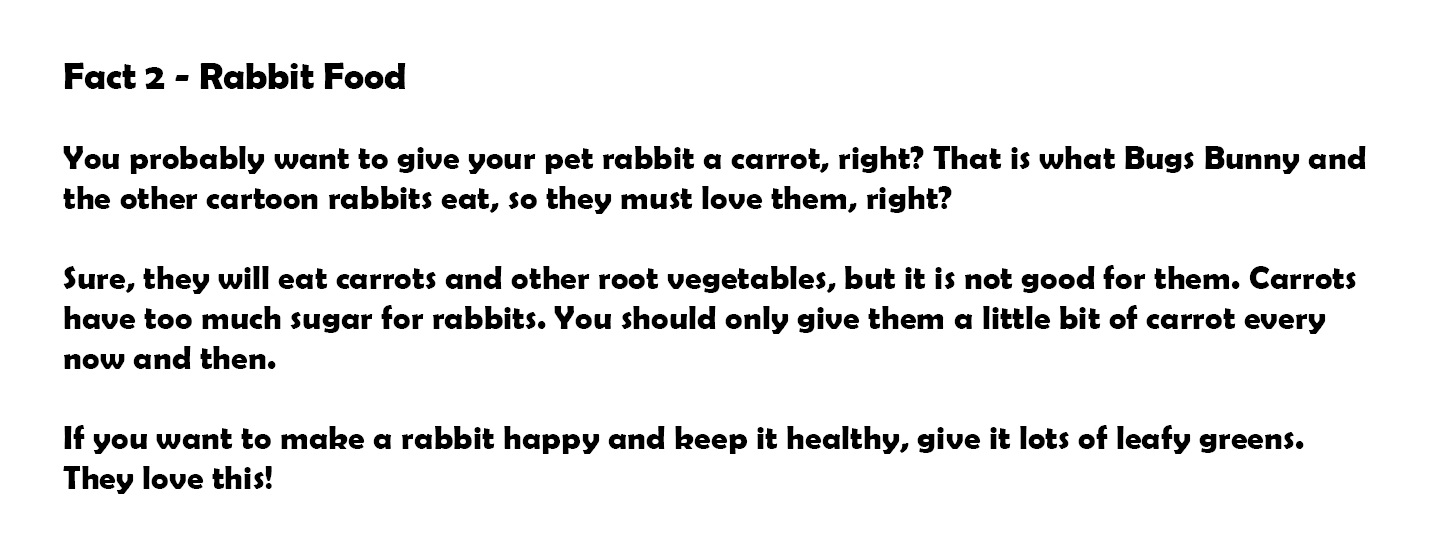 Fact 2 - Rabbit Food
You probably want to give your pet rabbit a carrot, right? That is what Bugs Bunny and
the other cartoon rabbits eat, so they must love them, right?
Sure, they will eat carrots and other root vegetables, but it is not good for them. Carrots
have too much sugar for rabbits. You should only give them a little bit of carrot every
now and then.
If you want to make a rabbit happy and keep it healthy, give it lots of leafy greens.
They love this!